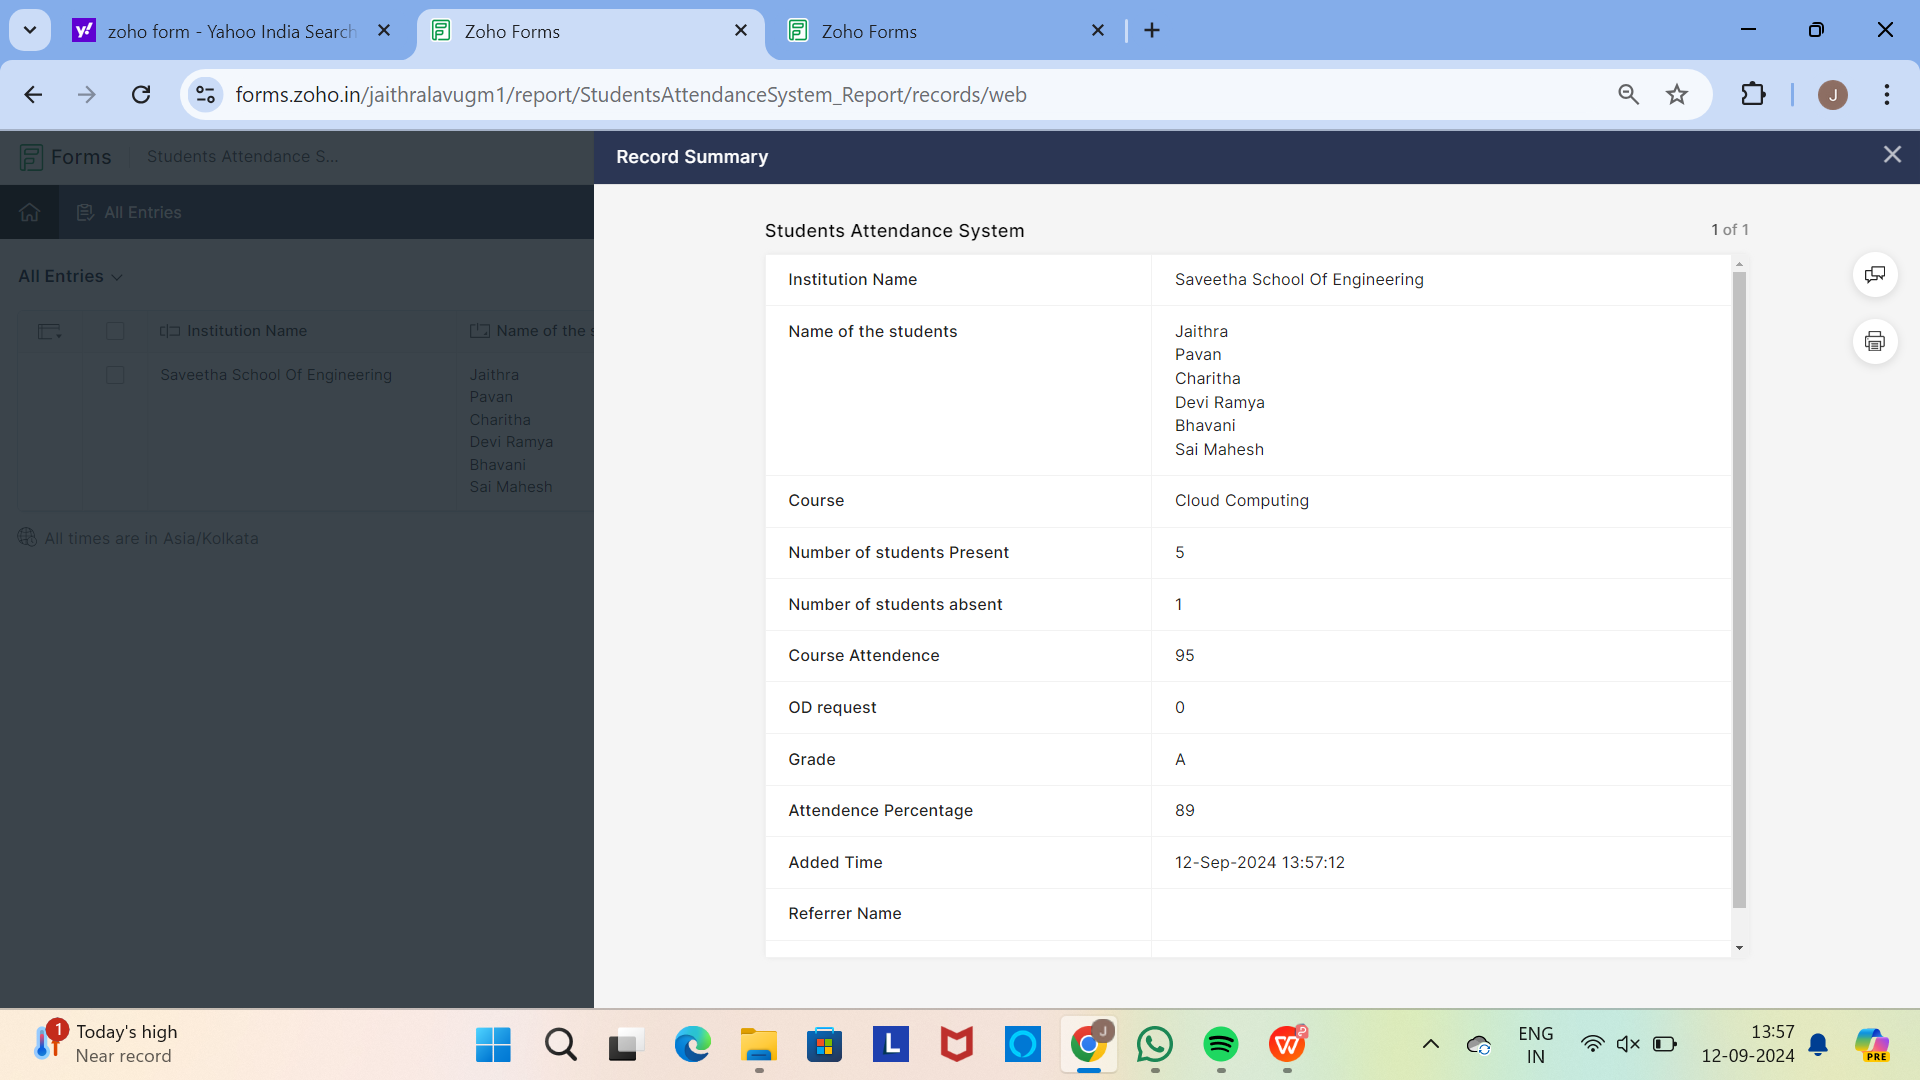 zoho form - Yahoo India Search
Zoho Forms
Zoho Forms
forms.zoho.in/jaithralavugm1/report/StudentsAttendanceSystem_Report/records/web
J
Forms
Students Attendance S...
Record Summary
All Entries
All Entries
Institution Name
Name of the s
Saveetha School Of Engineering
Jaithra
Pavan
Charitha
Devi Ramya
Bhavani
Sai Mahesh
All times are in Asia/Kolkata
Students Attendance System
1 of 1
Institution Name
Saveetha School Of Engineering
Name of the students
Jaithra
Pavan
Charitha
Devi Ramya
Bhavani
Sai Mahesh
Course
Cloud Computing
Number of students Present
5
Number of students absent
1
Course Attendence
95
OD request
0
Grade
A
Attendence Percentage
89
Added Time
12-Sep-2024 13:57:12
Referrer Name
1
Today's high
Near record
L
J
ENG
IN
13:57
12-09-2024
PRE